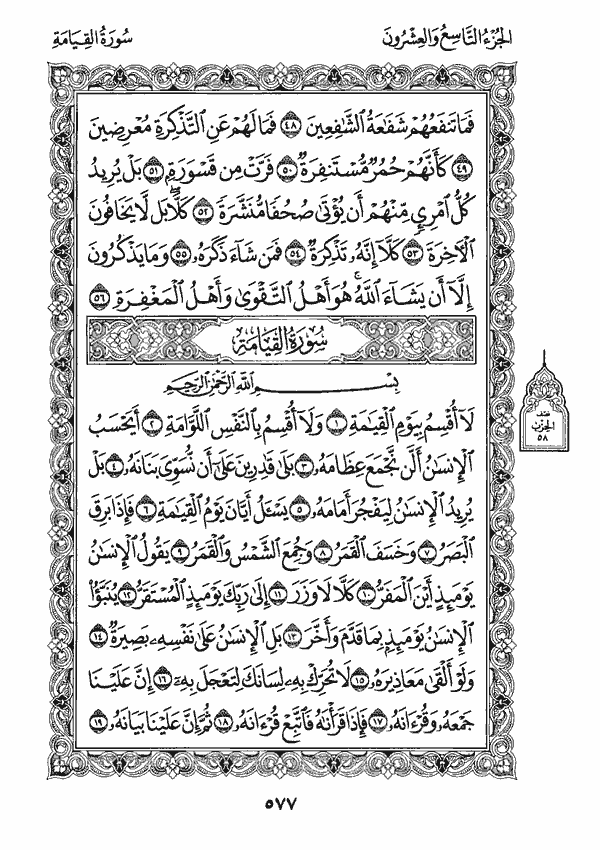 الجُزْءُ التَّاسِعُ وَالعِشْرُونَ
سُورَةُ القِيَامَةِ
فَمَا تَنفَعُهُمْ شَفَٰعَةُ ٱلشَّٰفِعِينَ ٤٨ فَمَا لَهُمْ عَنِ ٱلتَّذْكِرَةِ مُعْرِضِينَ
٤٩ كَأَنَّهُمْ حُمُرٌ مُّسْتَنفِرَةٌ ٥٠ فَرَّتْ مِن قَسْوَرَةٍ ٥١ بَلْ يُرِيدُ
كُلُّ ٱمْرِئٍ مِّنْهُمْ أَن يُؤْتَىٰ صُحُفًا مُّنَشَّرَةً ٥٢ كَلَّا ۖ بَل لَّا يَخَافُونَ
ٱلْأَخِرَةَ ٥٣ كَلَّآ إِنَّهُۥ تَذْكِرَةٌ ٥٤ فَمَن شَآءَ ذَكَرَهُۥ ٥٥ وَمَا يَذْكُرُونَ
إِلَّآ أَن يَشَآءَ ٱللَّهُ ۚ هُوَ أَهْلُ ٱلتَّقْوَىٰ وَأَهْلُ ٱلْمَغْفِرَةِ ٥٦
سُورَةُ القِيَامَةِ
بِسْمِ ٱللَّهِ ٱلرَّحْمَٰنِ ٱلرَّحِيمِ
لَآ أُقْسِمُ بِيَوْمِ ٱلْقِيَٰمَةِ ١ وَلَآ أُقْسِمُ بِٱلنَّفْسِ ٱللَّوَّامَةِ ٢ أَيَحْسَبُ
ٱلْإِنسَٰنُ أَلَّن نَّجْمَعَ عِظَامَهُۥ ٣ بَلَىٰ قَٰدِرِينَ عَلَىٰٓ أَن نُّسَوِّىَ بَنَانَهُۥ ٤ بَلْ
يُرِيدُ ٱلْإِنسَٰنُ لِيَفْجُرَ أَمَامَهُۥ ٥ يَسْـَٔلُ أَيَّانَ يَوْمُ ٱلْقِيَٰمَةِ ٦ فَإِذَا بَرِقَ
ٱلْبَصَرُ ٧ وَخَسَفَ ٱلْقَمَرُ ٨ وَجُمِعَ ٱلشَّمْسُ وَٱلْقَمَرُ ٩ يَقُولُ ٱلْإِنسَٰنُ
يَوْمَئِذٍ أَيْنَ ٱلْمَفَرُّ ١٠ كَلَّا لَا وَزَرَ ١١ إِلَىٰ رَبِّكَ يَوْمَئِذٍ ٱلْمُسْتَقَرُّ ١٢ يُنَبَّؤُا۟
ٱلْإِنسَٰنُ يَوْمَئِذٍۭ بِمَا قَدَّمَ وَأَخَّرَ ١٣ بَلِ ٱلْإِنسَٰنُ عَلَىٰ نَفْسِهِۦ بَصِيرَةٌ ١٤
وَلَوْ أَلْقَىٰ مَعَاذِيرَهُۥ ١٥ لَا تُحَرِّكْ بِهِۦ لِسَانَكَ لِتَعْجَلَ بِهِۦٓ ١٦ إِنَّ عَلَيْنَا
جَمْعَهُۥ وَقُرْءَانَهُۥ ١٧ فَإِذَا قَرَأْنَٰهُ فَٱتَّبِعْ قُرْءَانَهُۥ ١٨ ثُمَّ إِنَّ عَلَيْنَا بَيَانَهُۥ ١٩
الحِزْب
٥٨
٥٧٧